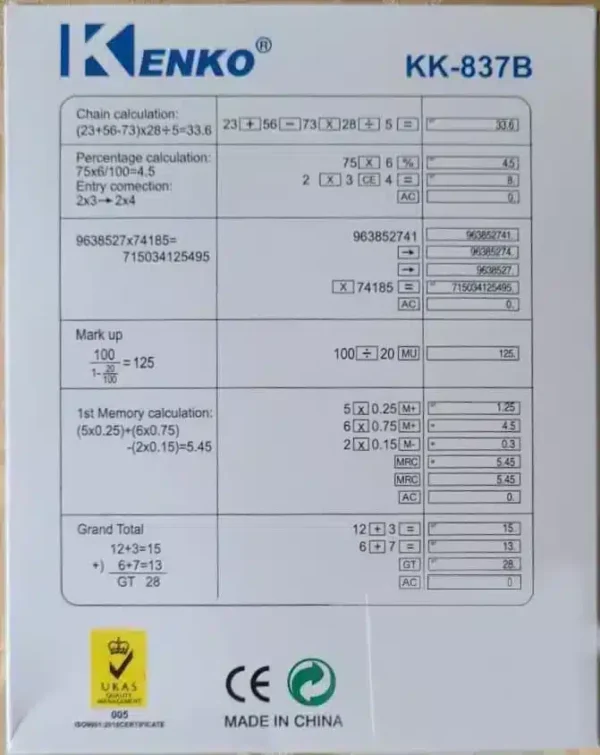 KENKO®
KK-837B
Chain calculation:
(23+56-73)x28÷5=33.6
23 + 56 − 73 X 28 ÷ 5 =
33.6
Percentage calculation:
75x6/100=4.5
75 X 6 %
4.5
Entry correction:
2x3→2x4
2 X 3 CE 4 =
8.
AC
0.
9638527x74185=
715034125495
963852741
963852741.
→
96385274.
→
9638527.
X 74185 =
715034125495.
AC
0.
Mark up
100
1-20/100
=125
100 ÷ 20 MU
125.
1st Memory calculation:
(5x0.25)+(6x0.75)
-(2x0.15)=5.45
5 X 0.25 M+
1.25
6 X 0.75 M+
4.5
2 X 0.15 M-
0.3
MRC
5.45
MRC
5.45
AC
0.
Grand Total
12+3=15
+) 6+7=13
GT 28
12 + 3 =
15.
6 + 7 =
13.
GT
28.
AC
0
UKAS
QUALITY
MANAGEMENT
005
ISO9001:2015CERTIFICATE
CE
MADE IN CHINA